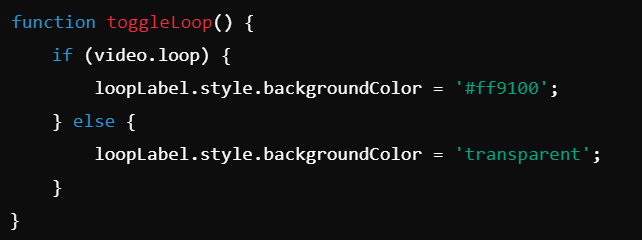 function toggleLoop() {
    if (video.loop) {
        loopLabel.style.backgroundColor = '#ff9100';
    } else {
        loopLabel.style.backgroundColor = 'transparent';
    }
}